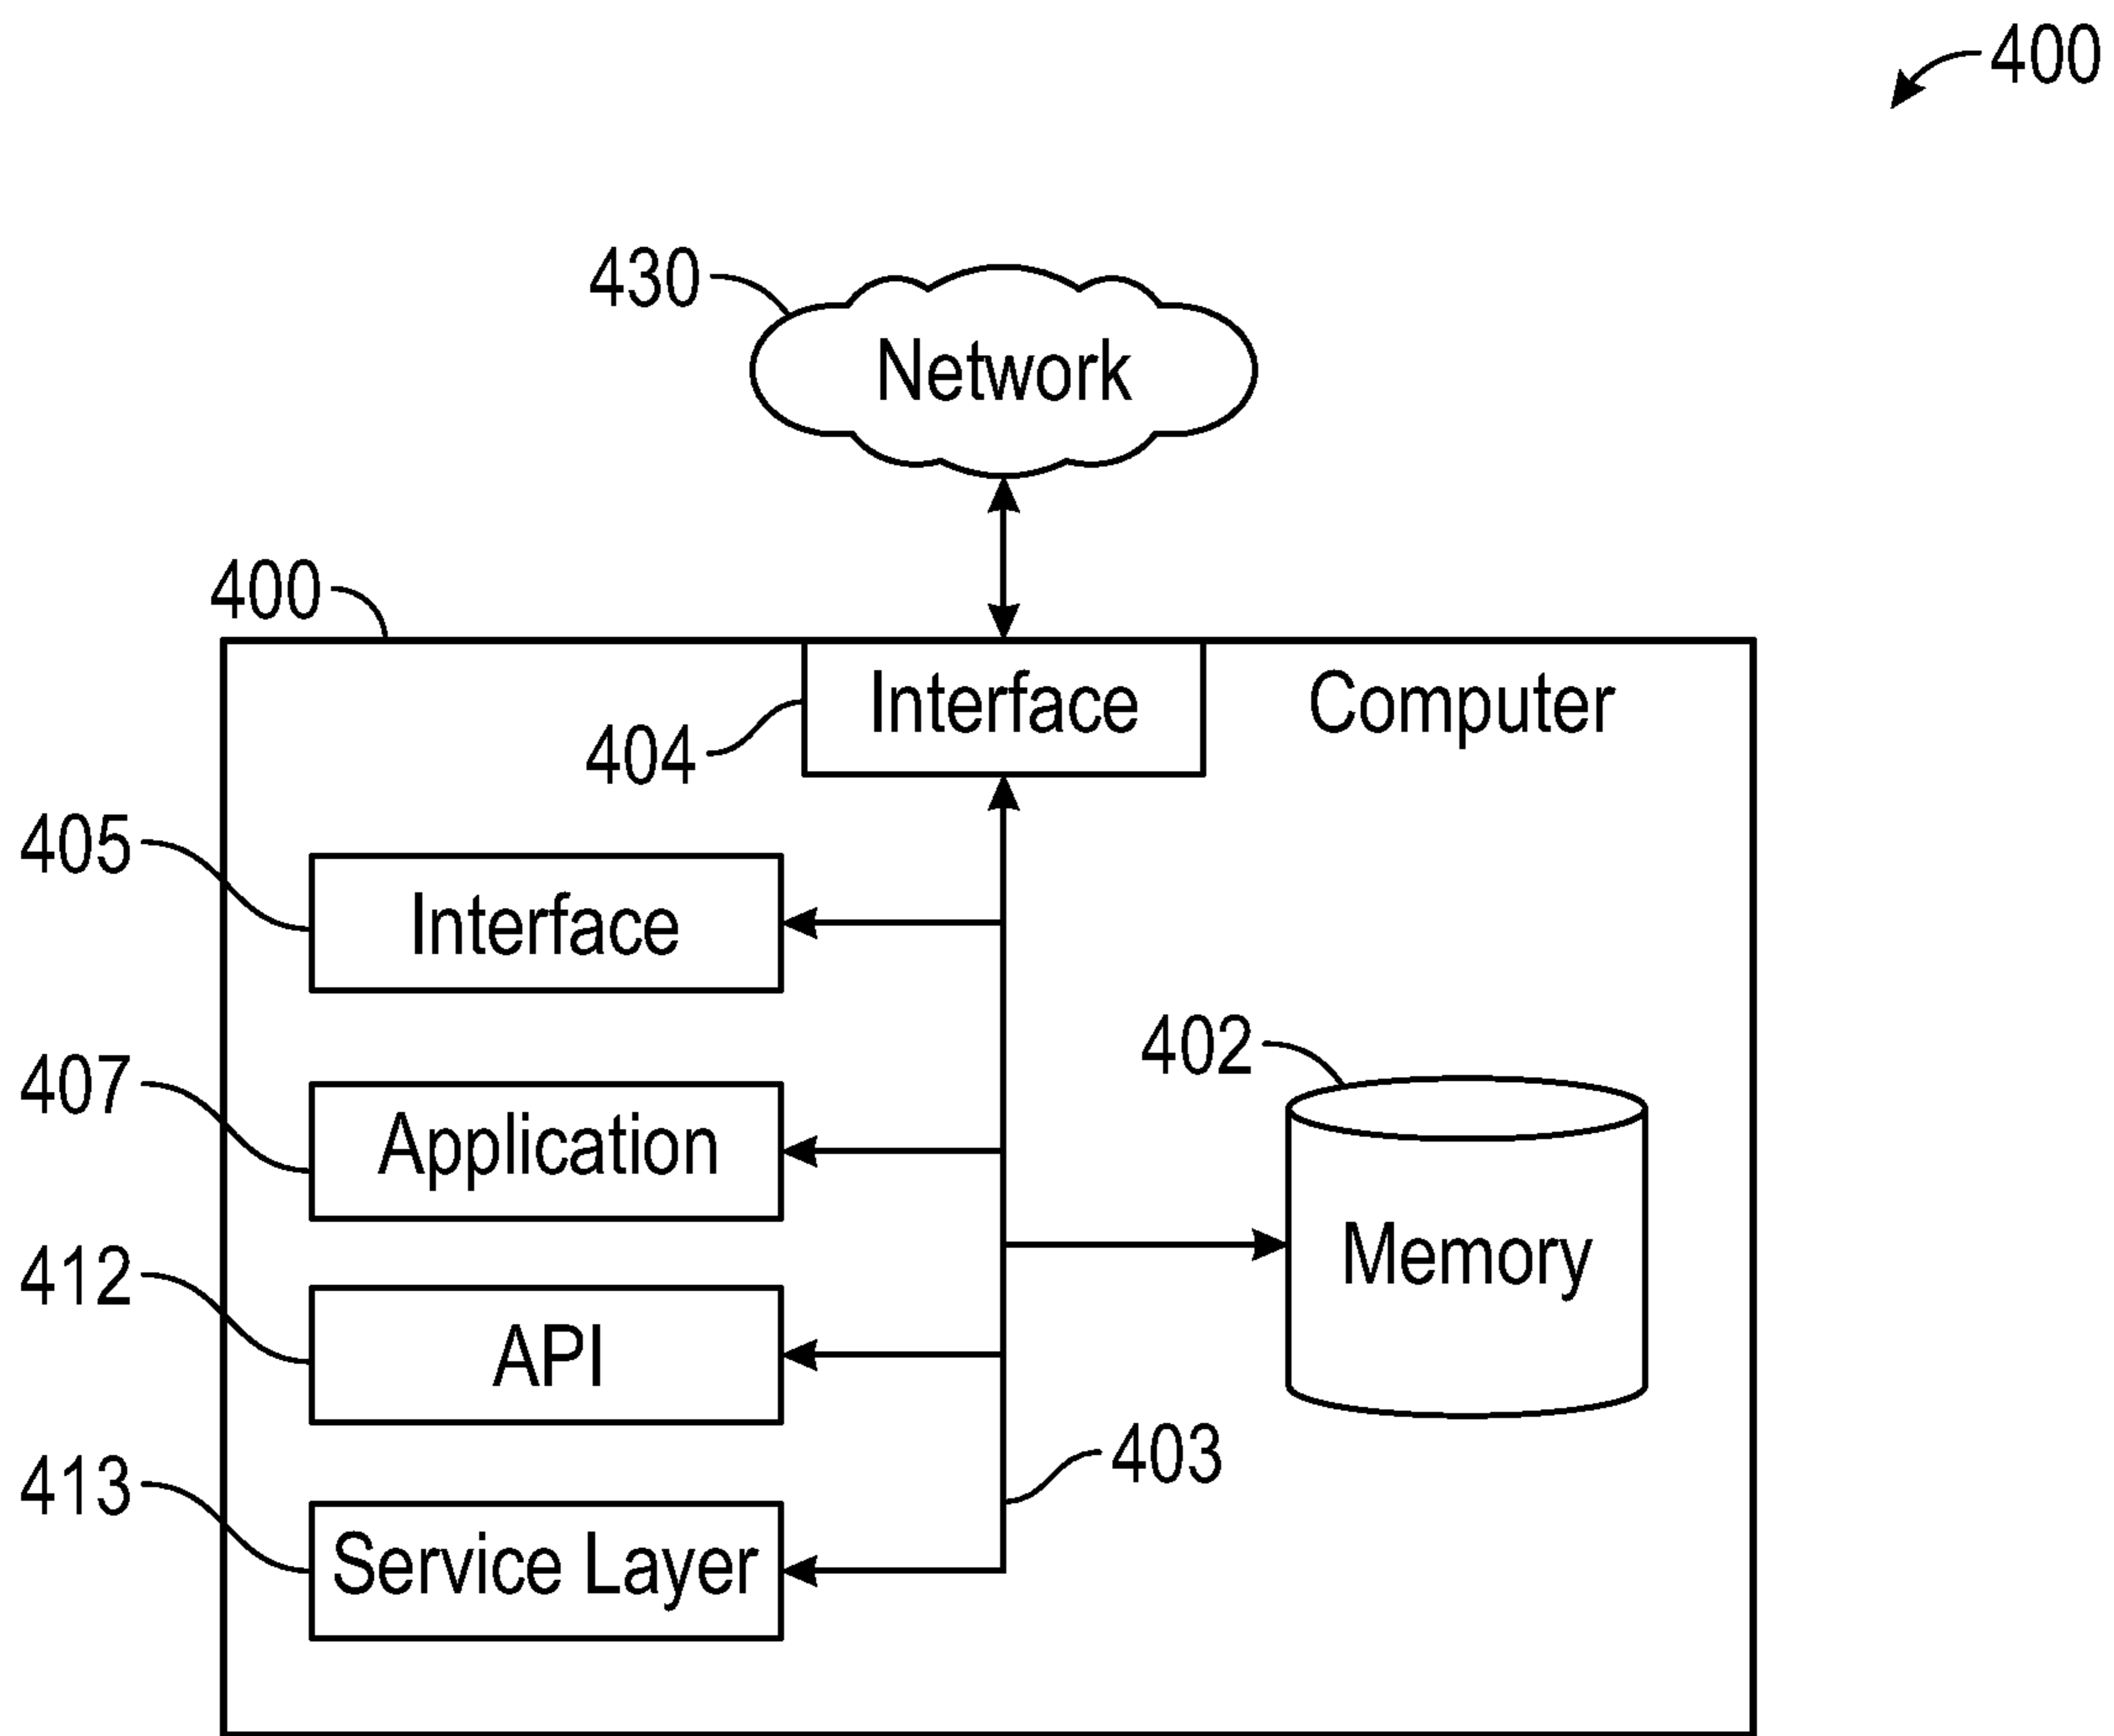 400
430
Network
400
Interface
Computer
404
405
Interface
402
407
Application
Memory
412
API
403
413
Service Layer